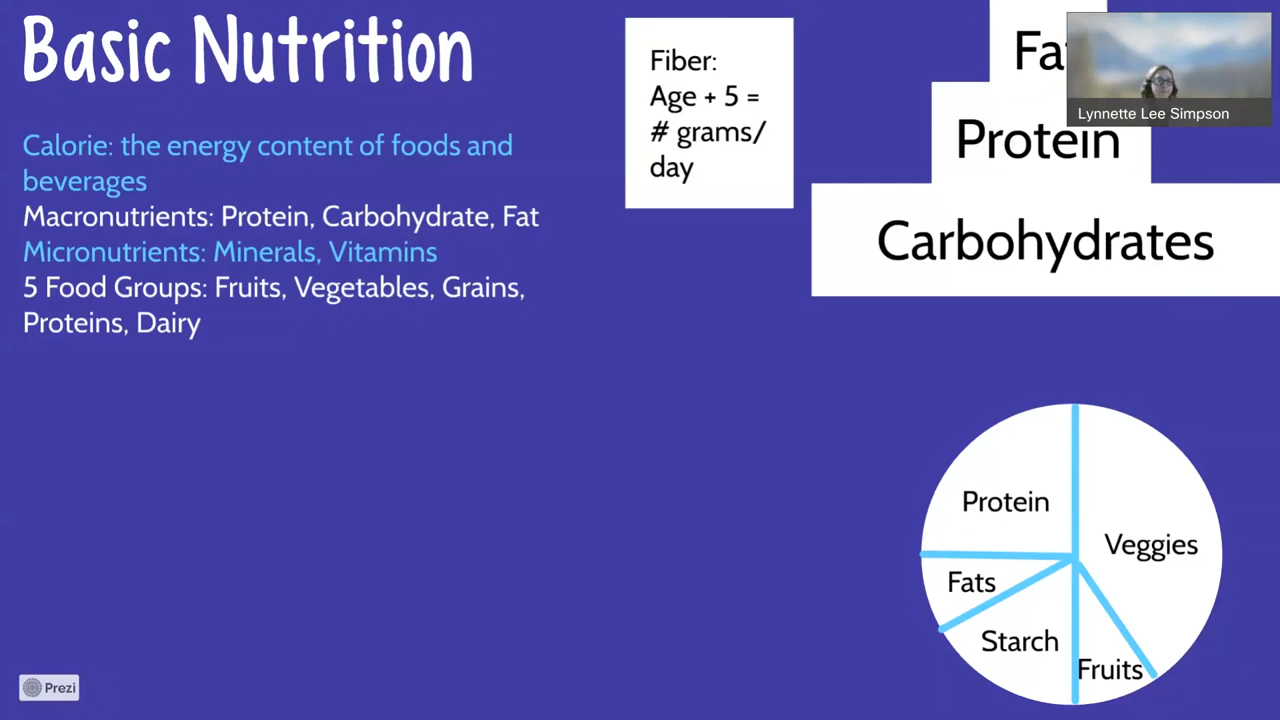 Basic Nutrition
Calorie: the energy content of foods and
beverages
Macronutrients: Protein, Carbohydrate, Fat
Micronutrients: Minerals, Vitamins
5 Food Groups: Fruits, Vegetables, Grains,
Proteins, Dairy
Fiber:
Age + 5 =
# grams/
day
Fa
Lynnette Lee Simpson
Protein
Carbohydrates
Protein
Veggies
Fats
Starch
Fruits
Prezi